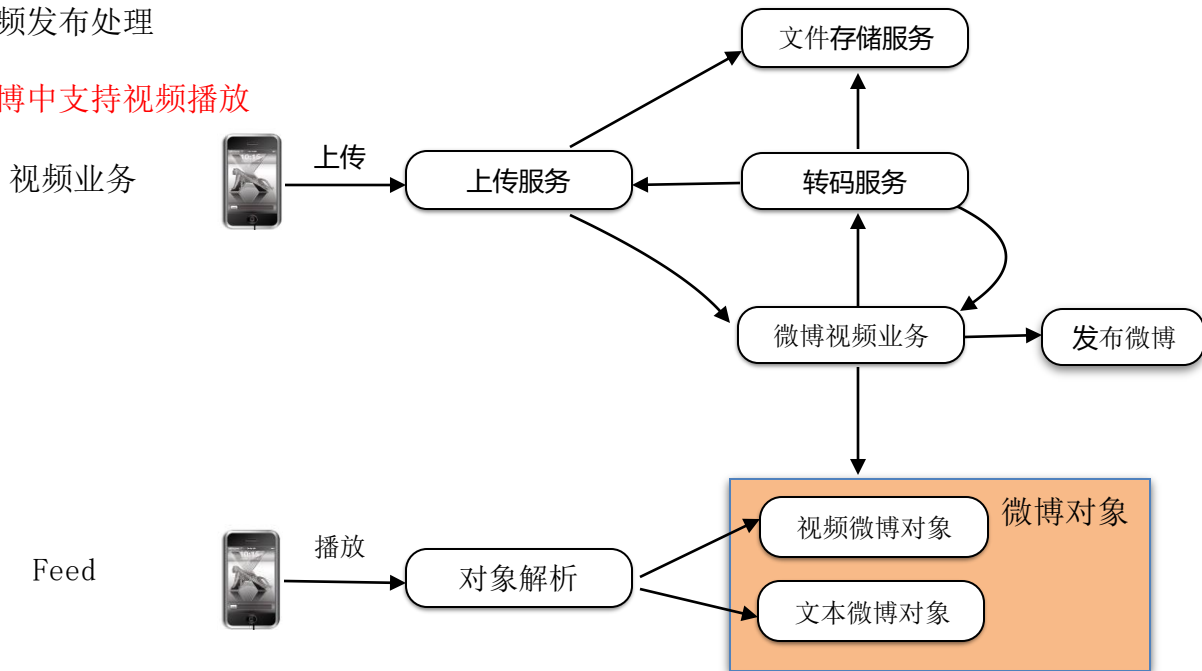 频发布处理
博中支持视频播放
文件存储服务
视频业务
上传
上传服务
转码服务
微博视频业务
发布微博
微博对象
视频微博对象
Feed
播放
对象解析
文本微博对象